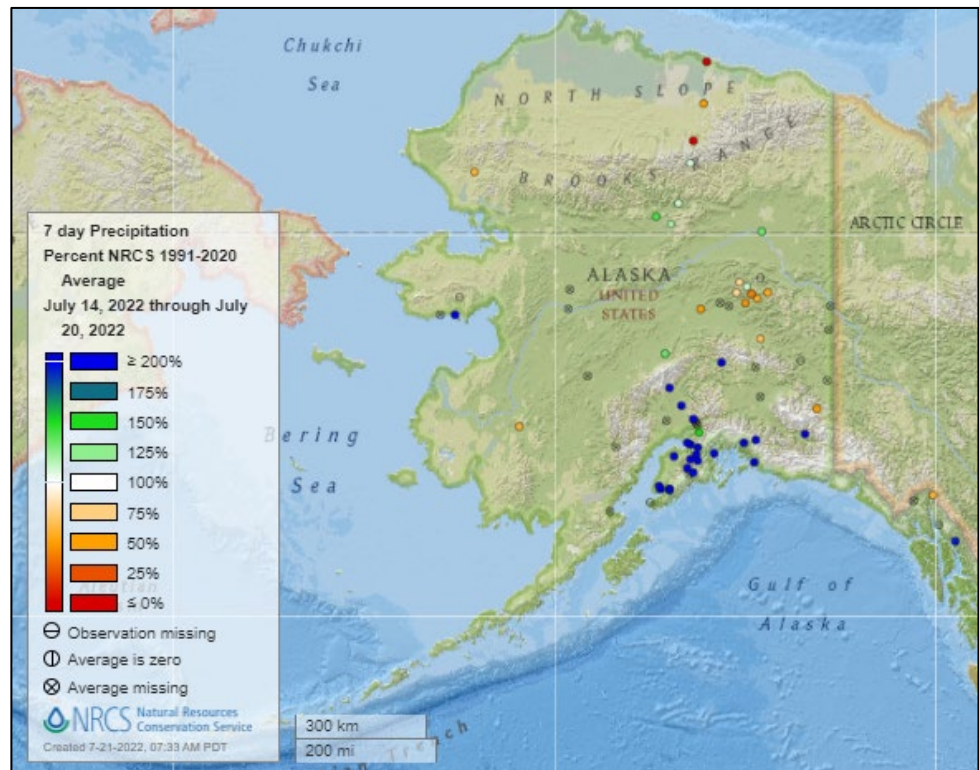 Chukchi
Sea
NORTH SLOPE
BROOKS RANGE
ARCTIC CIRCLE
ALASKA
UNITED
STATES
Bering
Sea
Gulf of
Alaska
Aleutian
Trench
7 day Precipitation
Percent NRCS 1991-2020
Average
July 14, 2022 through July
20, 2022
≥ 200%
175%
150%
125%
100%
75%
50%
25%
≤ 0%
Observation missing
Average is zero
Average missing
NRCS Natural Resources
Conservation Service
Created 7-21-2022, 07:33 AM PDT
300 km
200 mi